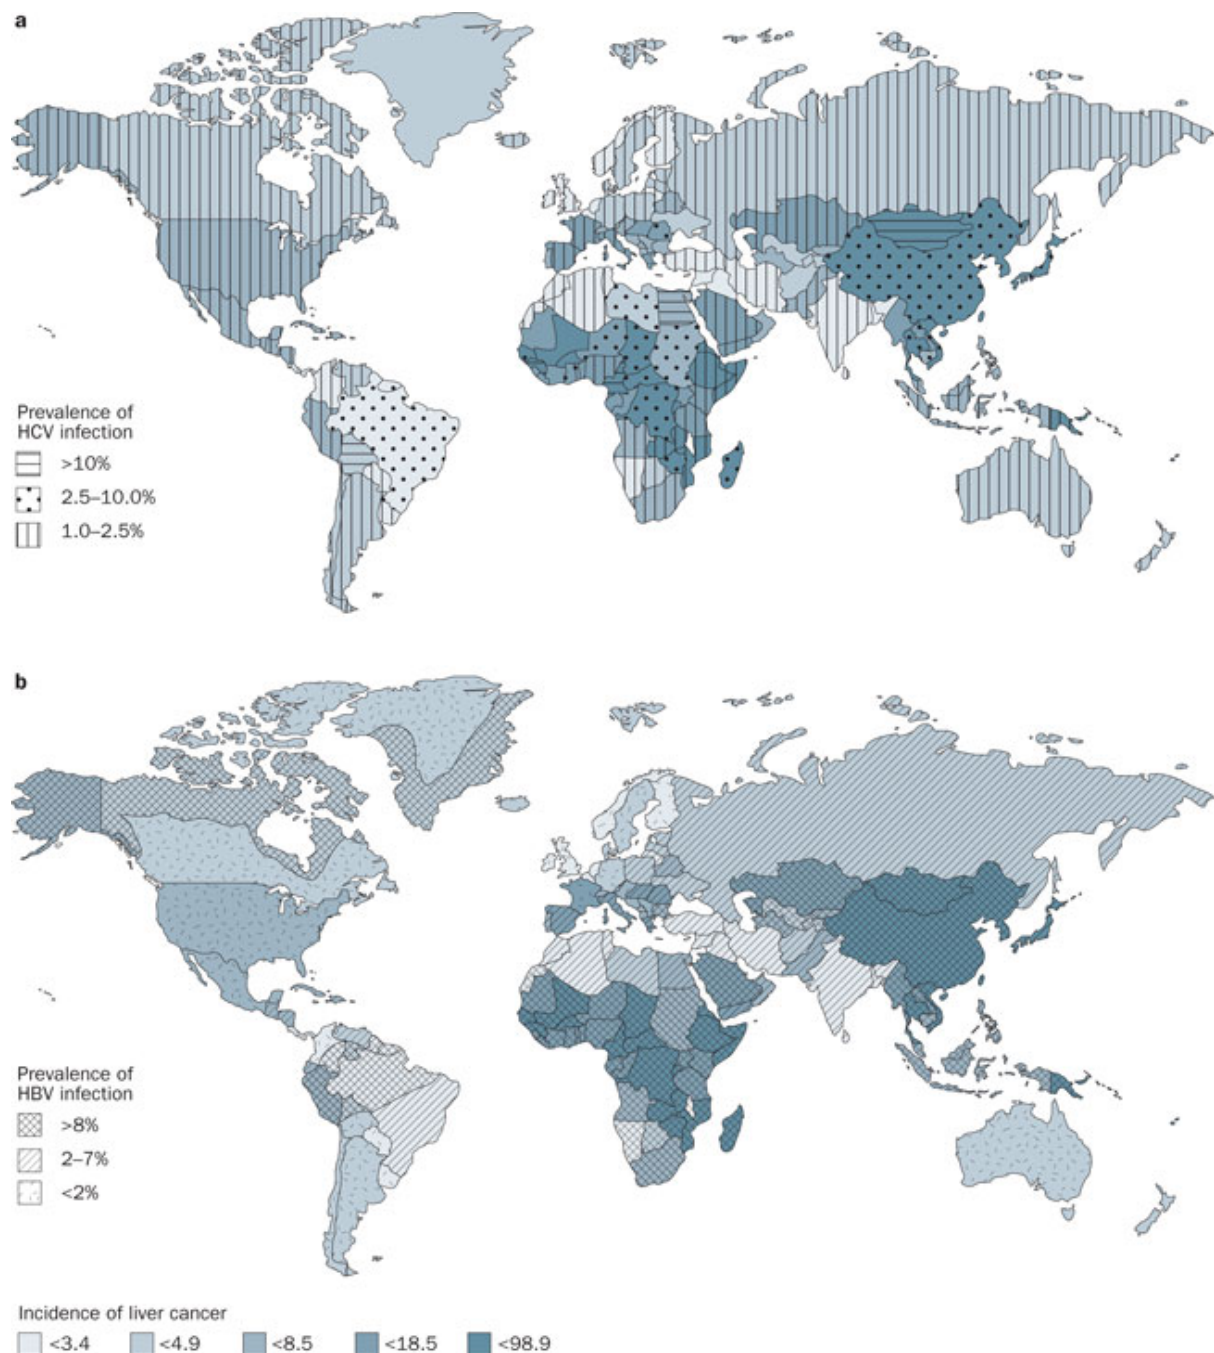 a
Prevalence of
HCV infection
>10%
2.5–10.0%
1.0–2.5%
b
Prevalence of
HBV infection
>8%
2–7%
<2%
Incidence of liver cancer
<3.4 <4.9 <8.5 <18.5 <98.9